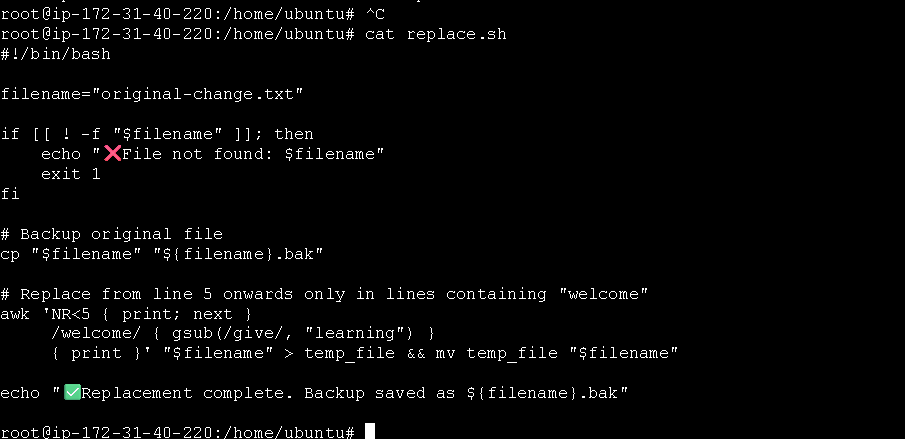 root@ip-172-31-40-220:/home/ubuntu# ^C
root@ip-172-31-40-220:/home/ubuntu# cat replace.sh
#!/bin/bash

filename="original-change.txt"

if [[ ! -f "$filename" ]]; then
    echo "❌File not found: $filename"
    exit 1
fi

# Backup original file
cp "$filename" "${filename}.bak"

# Replace from line 5 onwards only in lines containing "welcome"
awk 'NR<5 { print; next }
     /welcome/ { gsub(/give/, "learning") }
     { print }' "$filename" > temp_file && mv temp_file "$filename"

echo "✅Replacement complete. Backup saved as ${filename}.bak"

root@ip-172-31-40-220:/home/ubuntu#